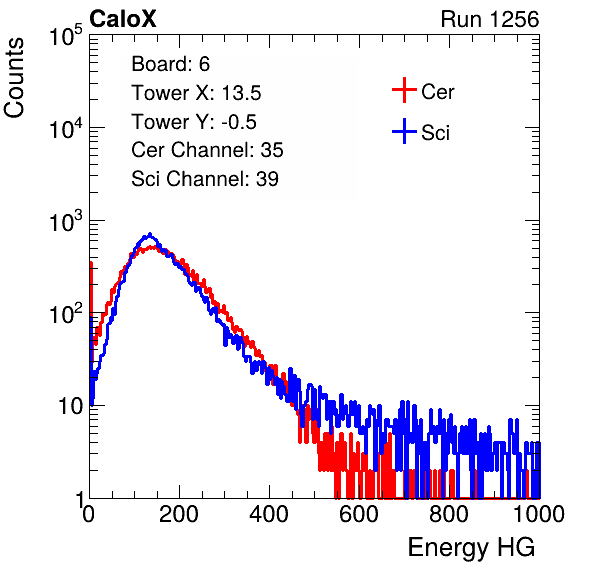 CaloX Run 1256
Counts
Board: 6
Tower X: 13.5
Tower Y: -0.5
Cer Channel: 35
Sci Channel: 39
Cer
Sci
10^5
10^4
10^3
10^2
10
1
0 200 400 600 800 1000
Energy HG